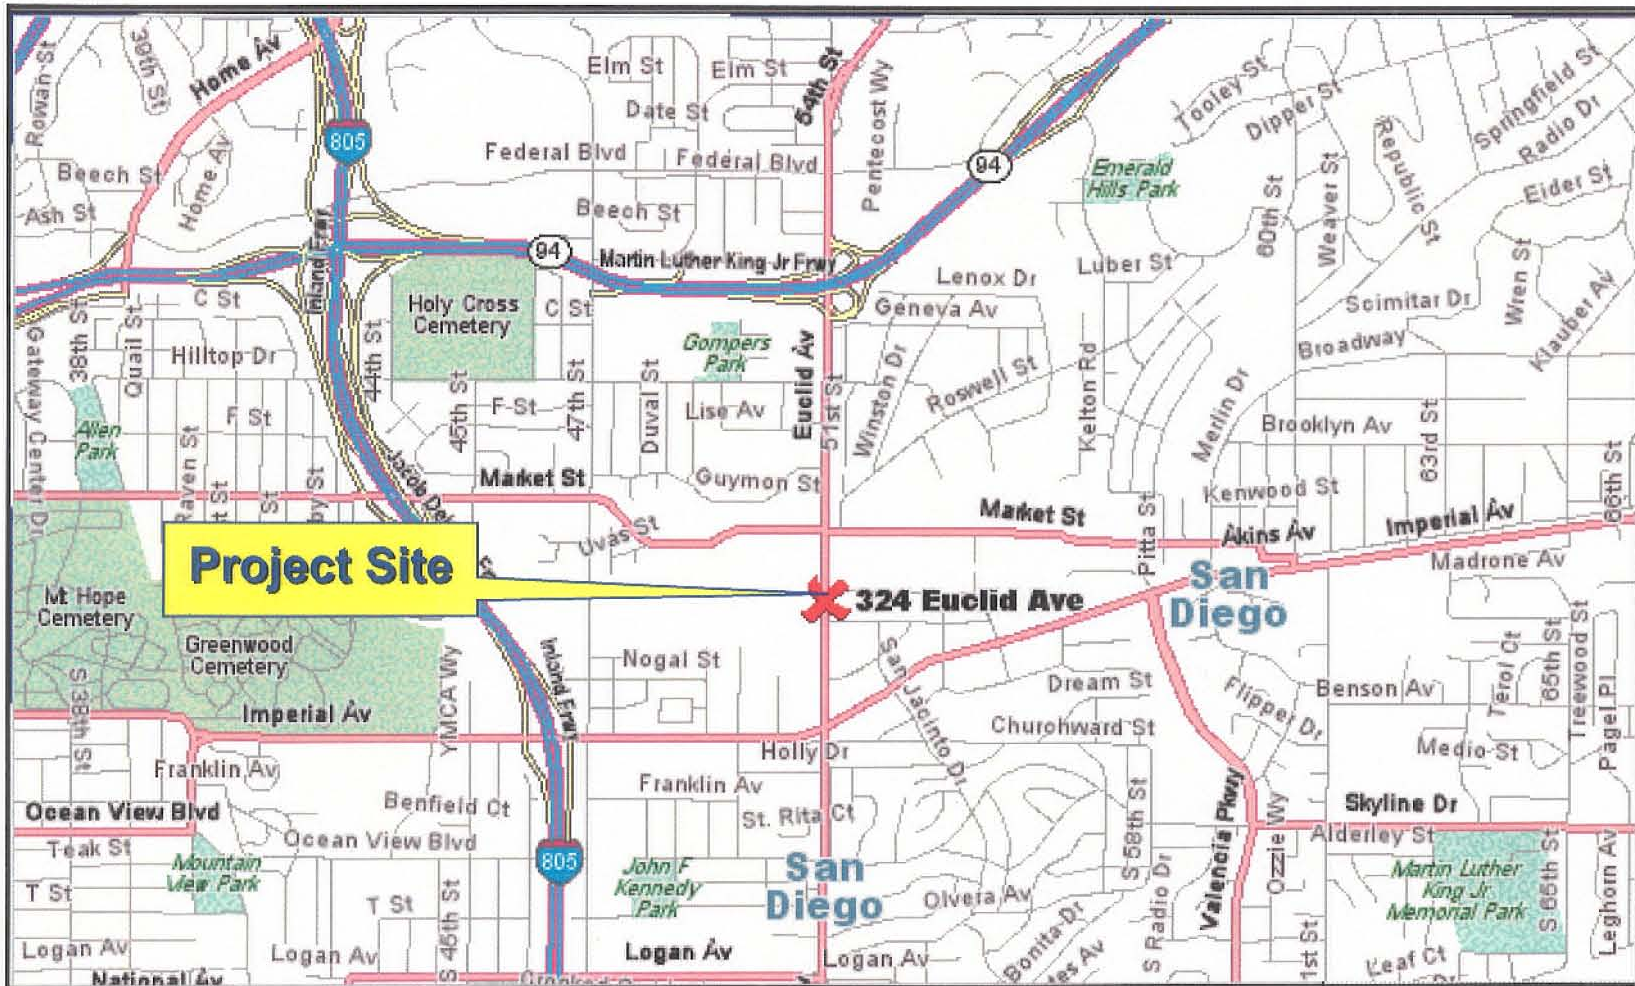 Rowan St
39th St
Home Av
805
Elm St
Elm St
54th St
Pentecost Wy
Date St
Tooley St
Dipper St
Springfield St
Radio Dr
Beech St
Home Av
Federal Blvd
Federal Blvd
94
Emerald
Hills Park
Republic St
Eider St
Ash St
Inland Frwy
Beech St
60th St
Weaver St
94
Martin Luther King Jr Frwy
Lenox Dr
Luber St
Wren St
Klauber Av
C St
Holy Cross
Cemetery
C St
Geneva Av
Scimitar Dr
Gateway Center Dr
38th St
Quail St
Hilltop Dr
44th St
Gompers
Park
Euclid Av
51st St
Winston Dr
Roswell St
Kelton Rd
Merlin Dr
Broadway
Allen
Park
F St
45th St
F St
47th St
Duval St
Lise Av
Brooklyn Av
63rd St
66th St
Raven St
Market St
Guymon St
Kenwood St
Uvas St
Market St
Pitta St
Akins Av
Imperial Av
Project Site
Madrone Av
Mt Hope
Cemetery
324 Euclid Ave
San
Diego
Greenwood
Cemetery
Inland Frwy
Nogal St
San Jacinto Dr
Dream St
Flipper Dr
Benson Av
Terol Ct
65th St
Treewood St
Pagel Pl
S 38th St
Imperial Av
YMCA Wy
Churchward St
Holly Dr
Medio St
Franklin Av
Franklin Av
Ocean View Blvd
Benfield Ct
St. Rita Ct
S 58th St
Valencia Pkwy
Ozzie Wy
Skyline Dr
Teak St
Ocean View Blvd
Alderley St
Mountain
View Park
805
John F
Kennedy
Park
San
Diego
Martin Luther
King Jr
Memorial Park
S 65th St
Leghorn Av
T St
T St
S 46th St
Olvera Av
Bonita Dr
S Radio Dr
Logan Av
Logan Av
Logan Av
Logan Av
Leaf Ct
National Av